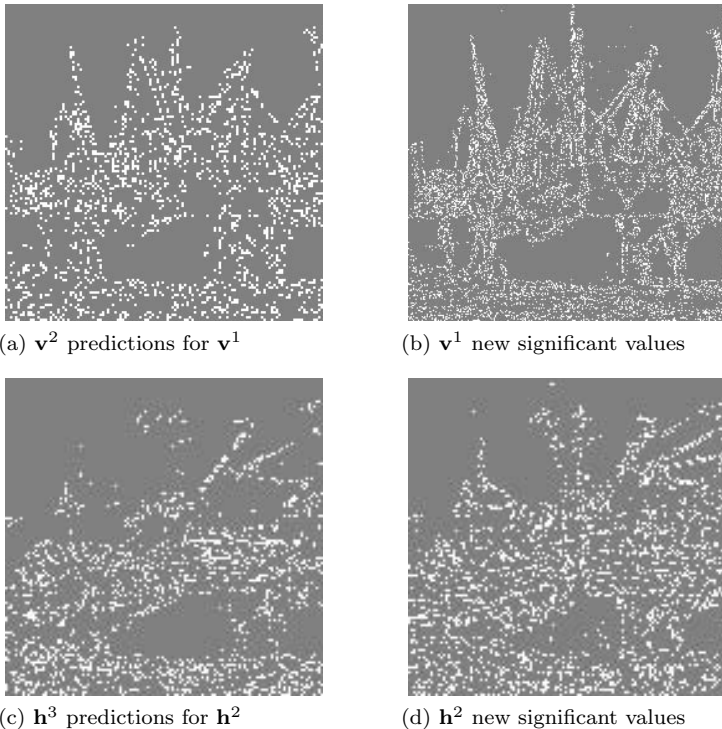 (a) v² predictions for v¹
(b) v¹ new significant values
(c) h³ predictions for h²
(d) h² new significant values